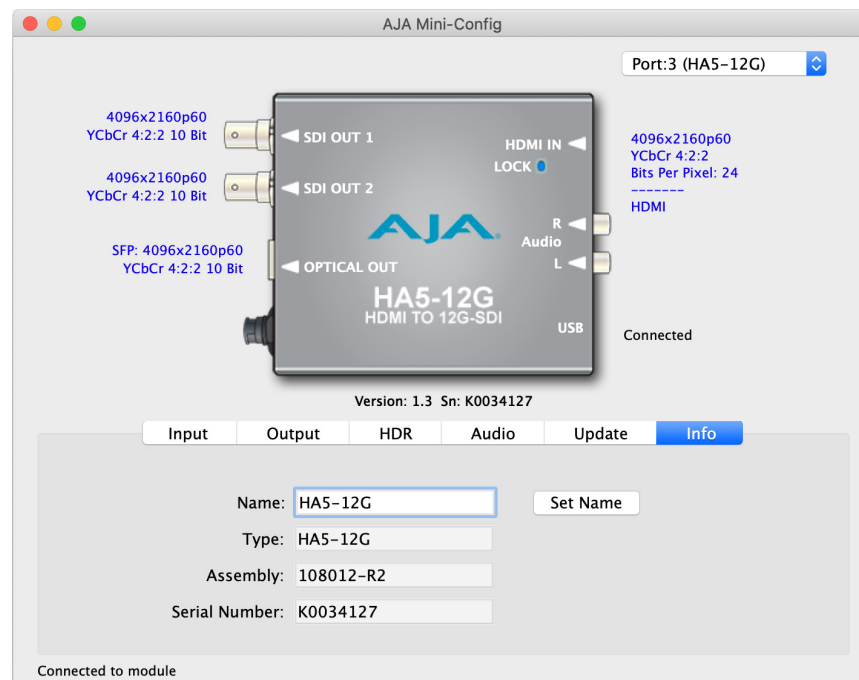 AJA Mini-Config
Port:3 (HA5-12G)
4096x2160p60
YCbCr 4:2:2 10 Bit
SDI OUT 1
HDMI IN
LOCK
4096x2160p60
YCbCr 4:2:2
Bits Per Pixel: 24
-------
HDMI
4096x2160p60
YCbCr 4:2:2 10 Bit
SDI OUT 2
AJA.
R
Audio
L
SFP: 4096x2160p60
YCbCr 4:2:2 10 Bit
OPTICAL OUT
HA5-12G
HDMI TO 12G-SDI
USB
Connected
Version: 1.3 Sn: K0034127
Input Output HDR Audio Update Info
Name: HA5-12G Set Name
Type: HA5-12G
Assembly: 108012-R2
Serial Number: K0034127
Connected to module